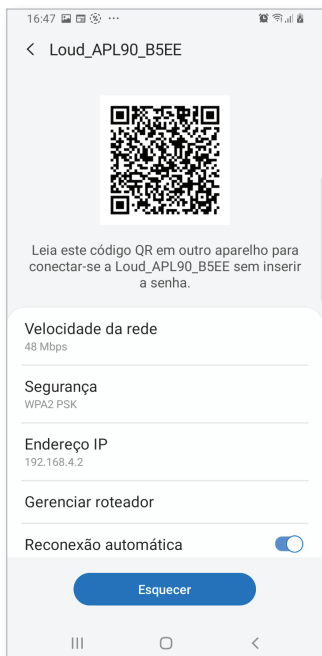 16:47 ...
Loud_APL90_B5EE
Leia este código QR em outro aparelho para
conectar-se a Loud_APL90_B5EE sem inserir
a senha.
Velocidade da rede
48 Mbps
Segurança
WPA2 PSK
Endereço IP
192.168.4.2
Gerenciar roteador
Reconexão automática
Esquecer